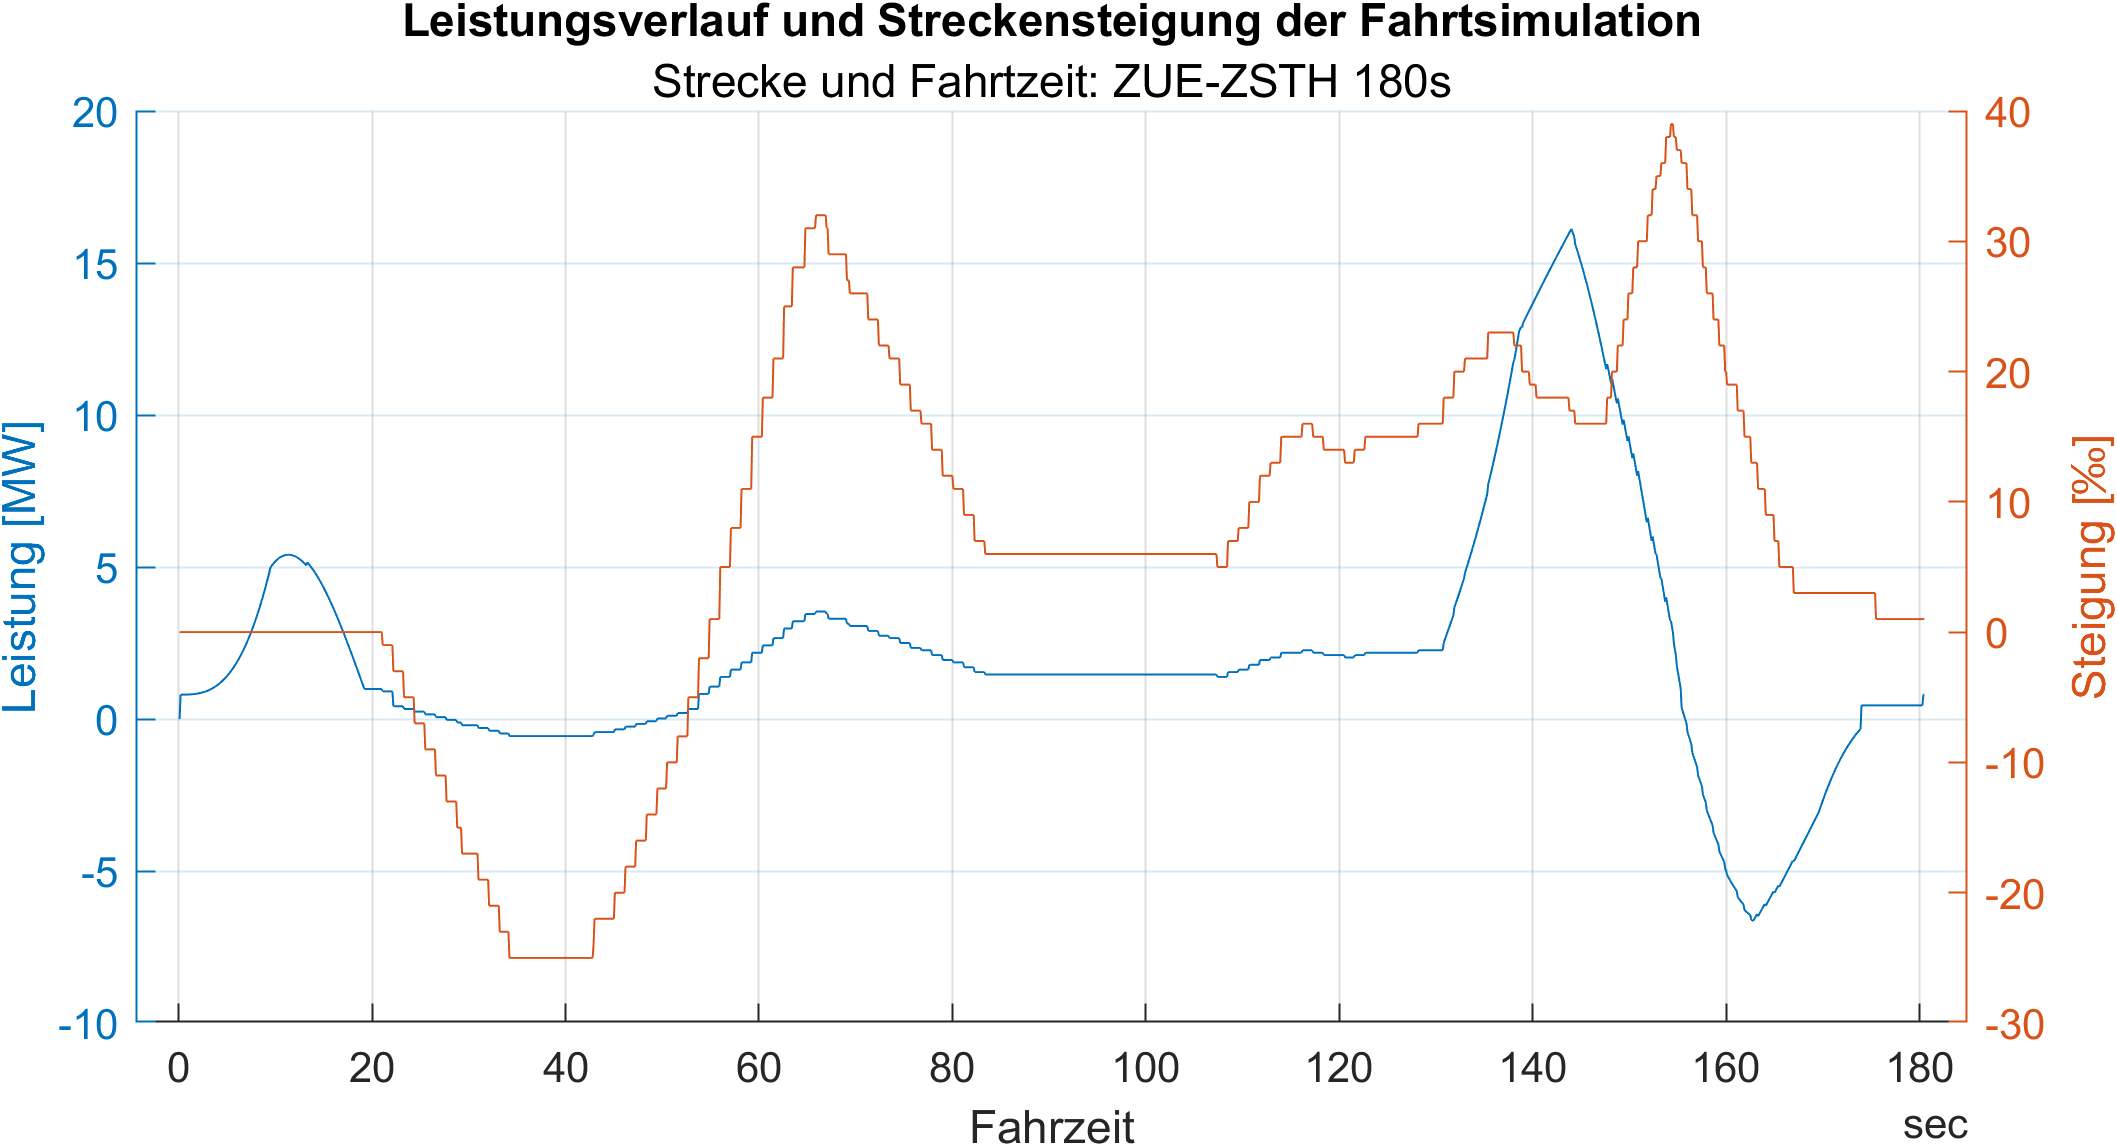 Leistungsverlauf und Streckensteigung der Fahrtsimulation
Strecke und Fahrtzeit: ZUE-ZSTH 180s
Leistung [MW]
20
15
10
5
0
-5
-10
Steigung [‰]
40
30
20
10
0
-10
-20
-30
0 20 40 60 80 100 120 140 160 180
Fahrzeit
sec